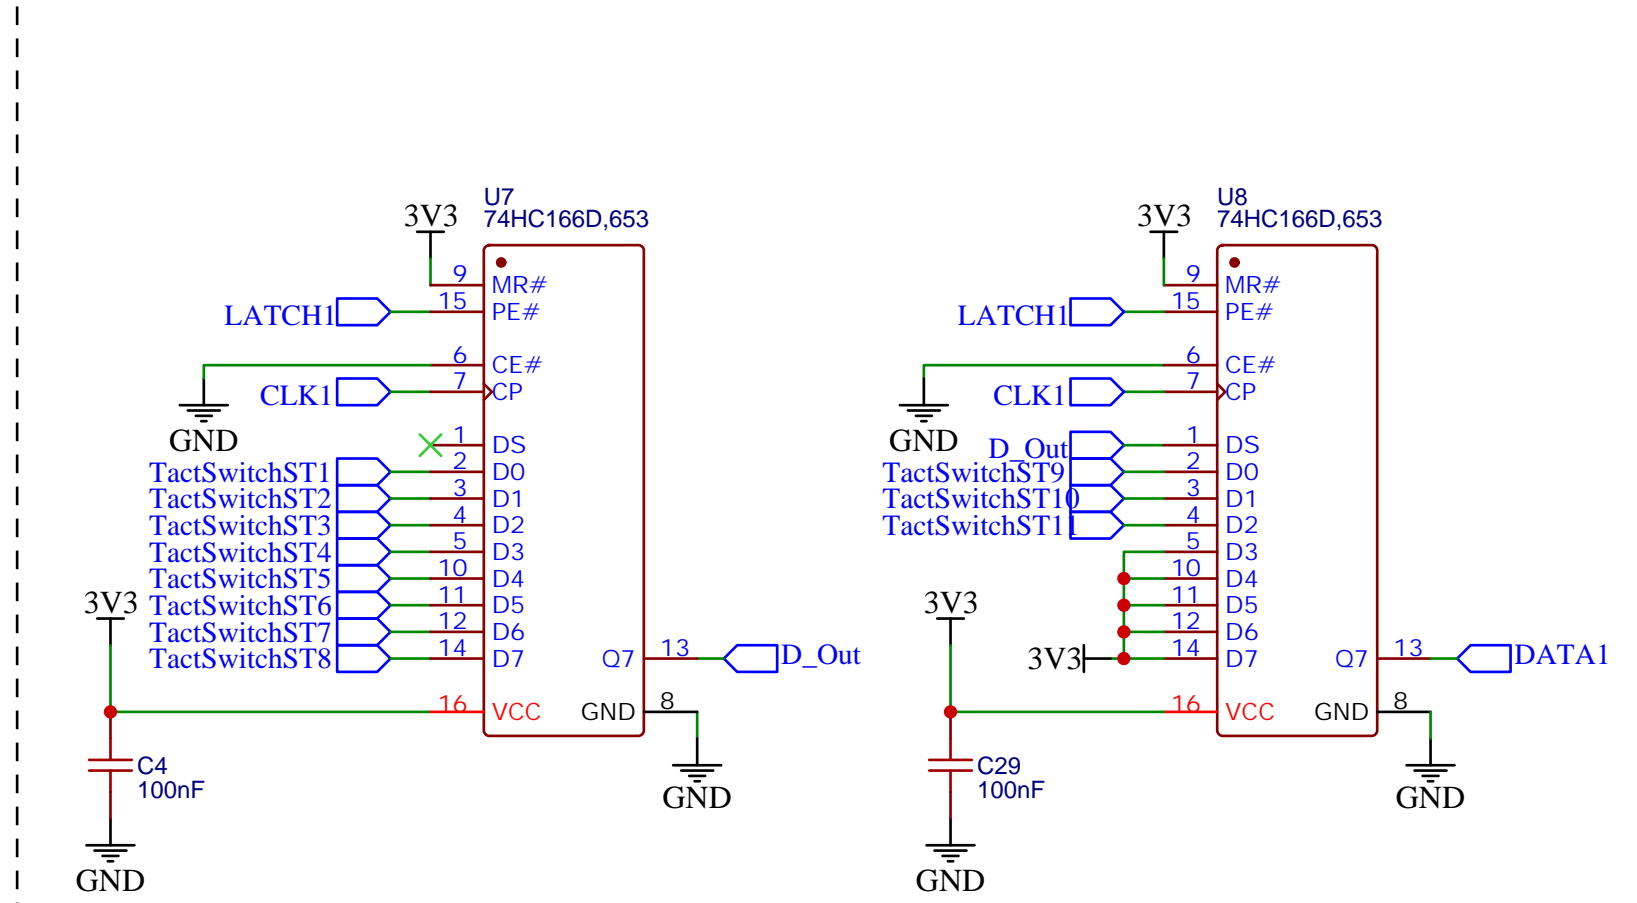 U7
74HC166D,653
3V3
9 MR#
LATCH1 15 PE#
6 CE#
CLK1 7 CP
GND
1 DS
TactSwitchST1 2 D0
TactSwitchST2 3 D1
TactSwitchST3 4 D2
TactSwitchST4 5 D3
TactSwitchST5 10 D4
TactSwitchST6 11 D5
TactSwitchST7 12 D6
TactSwitchST8 14 D7
Q7 13 D_Out
3V3
16 VCC
GND 8
GND
C4
100nF
GND
U8
74HC166D,653
3V3
9 MR#
LATCH1 15 PE#
6 CE#
CLK1 7 CP
GND
D_Out 1 DS
TactSwitchST9 2 D0
TactSwitchST10 3 D1
TactSwitchST11 4 D2
5 D3
10 D4
11 D5
12 D6
3V3 14 D7
Q7 13 DATA1
3V3
16 VCC
GND 8
GND
C29
100nF
GND